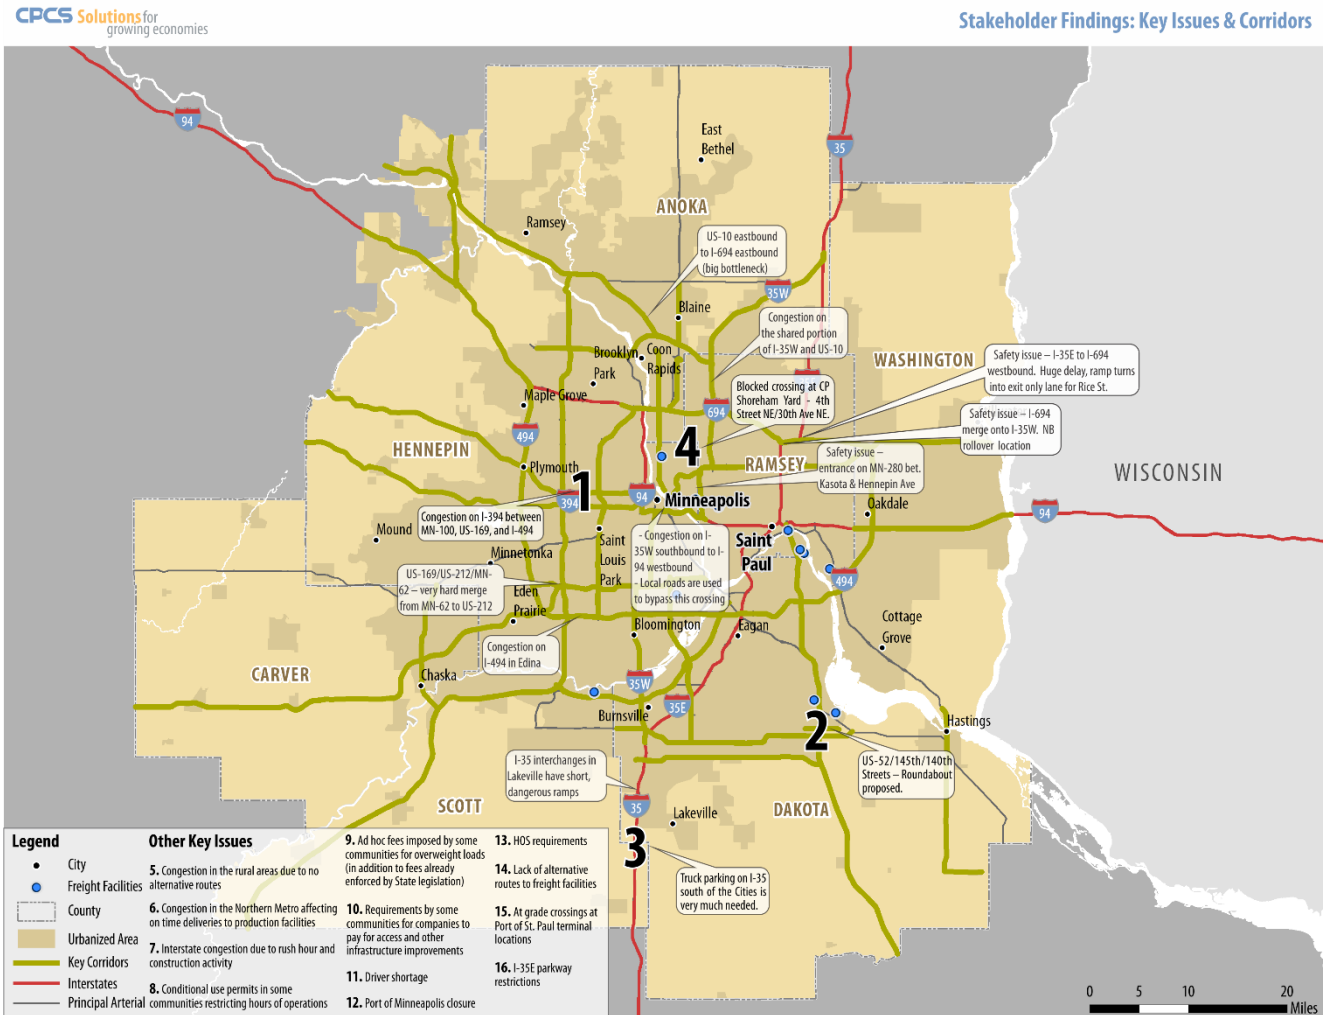 CPCS Solutions for
growing economies
Stakeholder Findings: Key Issues & Corridors
94
35
East
Bethel
ANOKA
Ramsey
US-10 eastbound
to I-694 eastbound
(big bottleneck)
35W
Blaine
Congestion on
the shared portion
of I-35W and US-10
Brooklyn
Park
Coon
Rapids
WASHINGTON
Safety issue – I-35E to I-694
westbound. Huge delay, ramp turns
into exit only lane for Rice St.
Blocked crossing at CP
Shoreham Yard - 4th
Street NE/30th Ave NE.
Maple Grove
694
Safety issue – I-694
merge onto I-35W. NB
rollover location
494
HENNEPIN
4
Safety issue –
entrance on MN-280 bet.
Kasota & Hennepin Ave
RAMSEY
Plymouth
WISCONSIN
1
394
94
Minneapolis
Oakdale
94
Congestion on I-394 between
MN-100, US-169, and I-494
Mound
Minnetonka
Saint
Louis
Park
- Congestion on I-
35W southbound to I-
94 westbound
- Local roads are used
to bypass this crossing
Saint
Paul
494
US-169/US-212/MN-
62 – very hard merge
from MN-62 to US-212
Eden
Prairie
Bloomington
Eagan
Cottage
Grove
Congestion on
I-494 in Edina
CARVER
Chaska
35W
35E
Burnsville
2
Hastings
US-52/145th/140th
Streets – Roundabout
proposed.
I-35 interchanges in
Lakeville have short,
dangerous ramps
SCOTT
35
Lakeville
DAKOTA
3
Truck parking on I-35
south of the Cities is
very much needed.
Legend
City
Freight Facilities
County
Urbanized Area
Key Corridors
Interstates
Principal Arterial
Other Key Issues
5. Congestion in the rural areas due to no
alternative routes
6. Congestion in the Northern Metro affecting
on time deliveries to production facilities
7. Interstate congestion due to rush hour and
construction activity
8. Conditional use permits in some
communities restricting hours of operations
9. Ad hoc fees imposed by some
communities for overweight loads
(in addition to fees already
enforced by State legislation)
10. Requirements by some
communities for companies to
pay for access and other
infrastructure improvements
11. Driver shortage
12. Port of Minneapolis closure
13. HOS requirements
14. Lack of alternative
routes to freight facilities
15. At grade crossings at
Port of St. Paul terminal
locations
16. I-35E parkway
restrictions
0 5 10 20
Miles